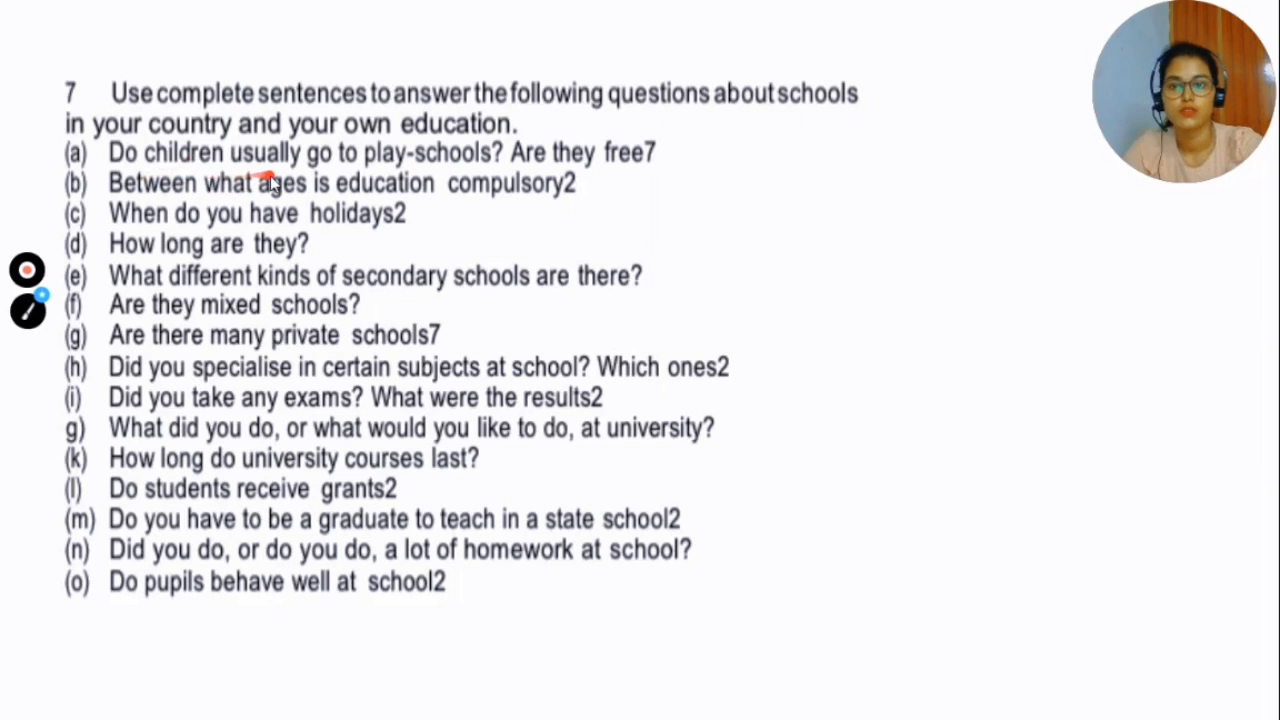 7 Use complete sentences to answer the following questions about schools
in your country and your own education.
(a) Do children usually go to play-schools? Are they free7
(b) Between what ages is education compulsory2
(c) When do you have holidays2
(d) How long are they?
(e) What different kinds of secondary schools are there?
(f) Are they mixed schools?
(g) Are there many private schools7
(h) Did you specialise in certain subjects at school? Which ones2
(i) Did you take any exams? What were the results2
g) What did you do, or what would you like to do, at university?
(k) How long do university courses last?
(l) Do students receive grants2
(m) Do you have to be a graduate to teach in a state school2
(n) Did you do, or do you do, a lot of homework at school?
(o) Do pupils behave well at school2